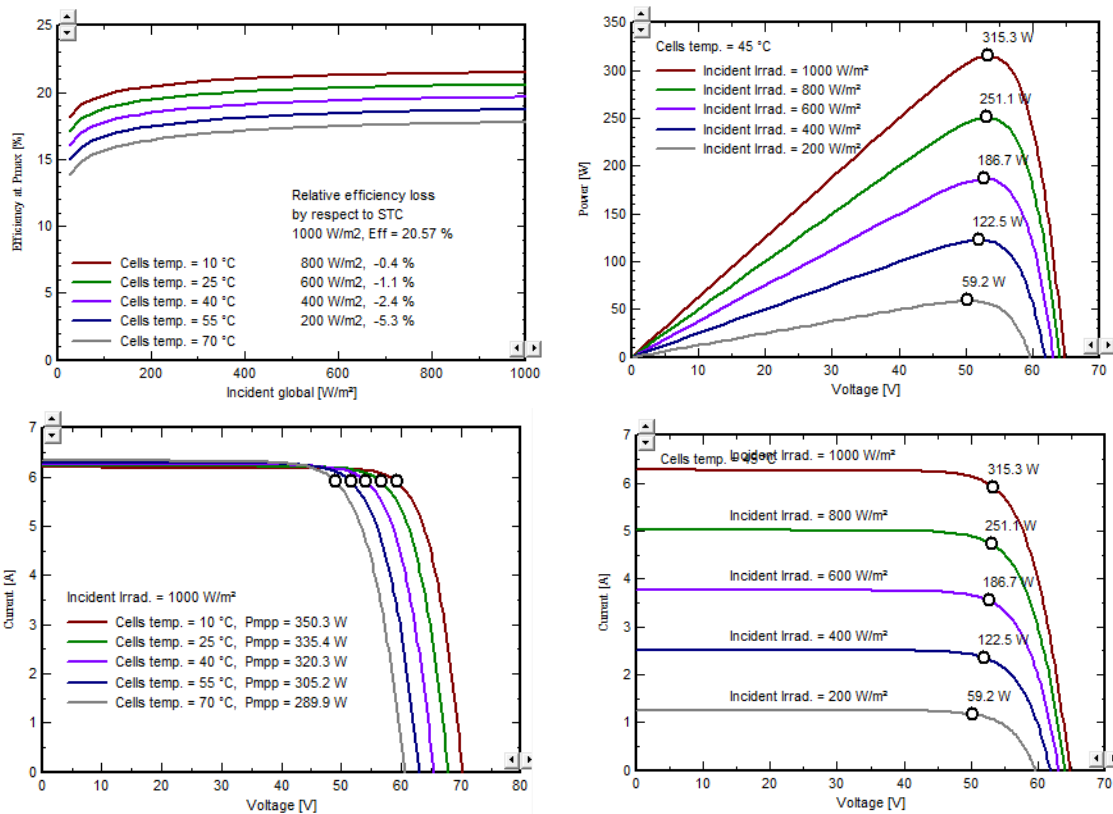 25
20
15
10
5
0
Efficiency at Pmax [%]
Relative efficiency loss
by respect to STC
1000 W/m2, Eff = 20.57 %
Cells temp. = 10 °C 800 W/m2, -0.4 %
Cells temp. = 25 °C 600 W/m2, -1.1 %
Cells temp. = 40 °C 400 W/m2, -2.4 %
Cells temp. = 55 °C 200 W/m2, -5.3 %
Cells temp. = 70 °C
0 200 400 600 800 1000
Incident global [W/m²]
350
300
250
200
150
100
50
0
Power [W]
Cells temp. = 45 °C
Incident Irrad. = 1000 W/m²
Incident Irrad. = 800 W/m²
Incident Irrad. = 600 W/m²
Incident Irrad. = 400 W/m²
Incident Irrad. = 200 W/m²
315.3 W
251.1 W
186.7 W
122.5 W
59.2 W
0 10 20 30 40 50 60 70
Voltage [V]
7
6
5
4
3
2
1
0
Current [A]
Incident Irrad. = 1000 W/m²
Cells temp. = 10 °C, Pmpp = 350.3 W
Cells temp. = 25 °C, Pmpp = 335.4 W
Cells temp. = 40 °C, Pmpp = 320.3 W
Cells temp. = 55 °C, Pmpp = 305.2 W
Cells temp. = 70 °C, Pmpp = 289.9 W
0 10 20 30 40 50 60 70 80
Voltage [V]
7
6
5
4
3
2
1
0
Current [A]
Cells temp. = 45°C
Incident Irrad. = 1000 W/m²
315.3 W
Incident Irrad. = 800 W/m²
251.1 W
Incident Irrad. = 600 W/m²
186.7 W
Incident Irrad. = 400 W/m²
122.5 W
Incident Irrad. = 200 W/m²
59.2 W
0 10 20 30 40 50 60 70
Voltage [V]